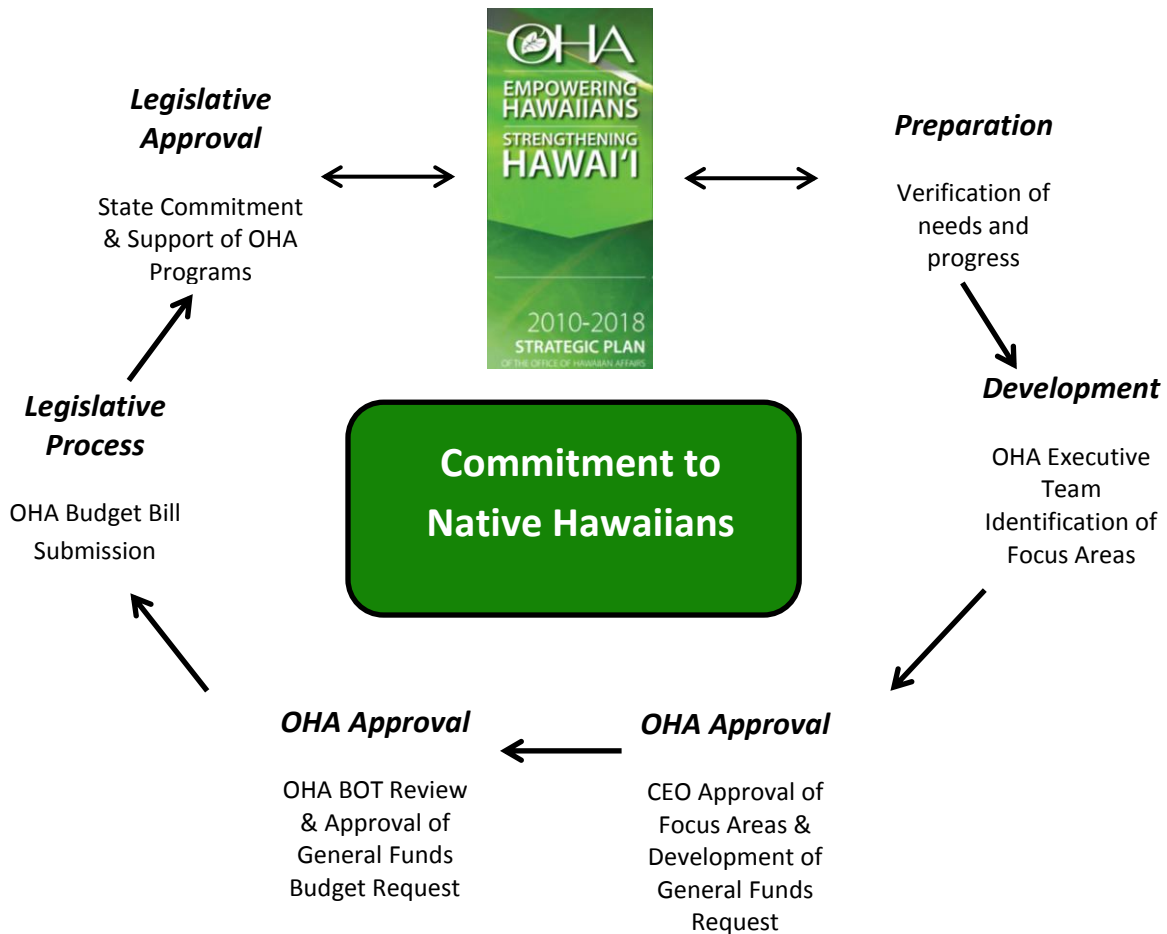 OHA
EMPOWERING
HAWAIIANS
STRENGTHENING
HAWAI‘I
2010-2018
STRATEGIC PLAN
OF THE OFFICE OF HAWAIIAN AFFAIRS
Preparation
Verification of
needs and
progress
Development
OHA Executive
Team
Identification of
Focus Areas
OHA Approval
CEO Approval of
Focus Areas &
Development of
General Funds
Request
OHA Approval
OHA BOT Review
& Approval of
General Funds
Budget Request
Legislative
Process
OHA Budget Bill
Submission
Legislative
Approval
State Commitment
& Support of OHA
Programs
Commitment to
Native Hawaiians